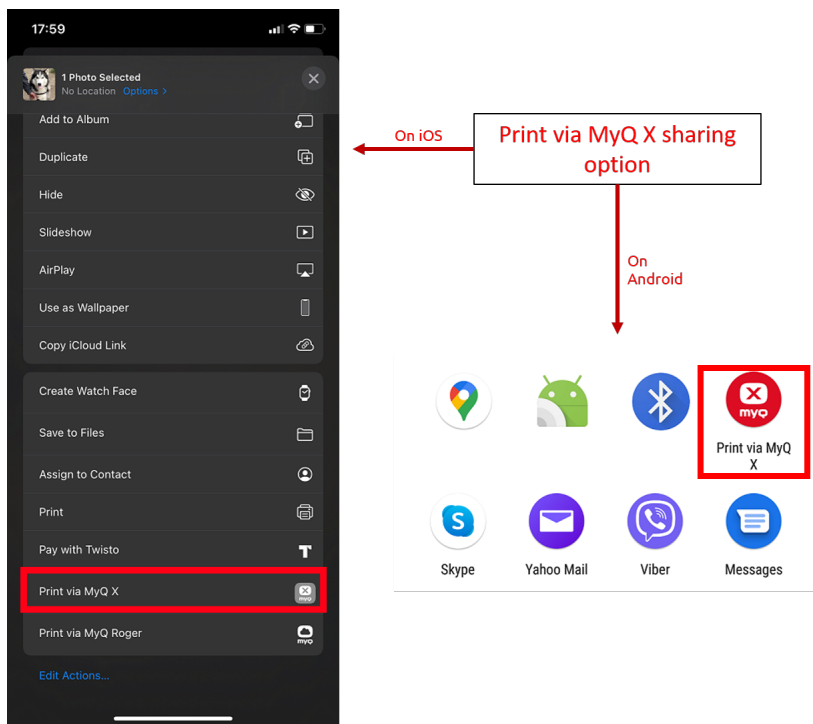 17:59
1 Photo Selected
No Location Options >
Add to Album
Duplicate
Hide
Slideshow
AirPlay
Use as Wallpaper
Copy iCloud Link
Create Watch Face
Save to Files
Assign to Contact
Print
Pay with Twisto
Print via MyQ X
myQ
Print via MyQ Roger
myQ
Edit Actions...
On iOS
Print via MyQ X sharing
option
On
Android
myQ
Print via MyQ
X
Skype
Yahoo Mail
Viber
Messages